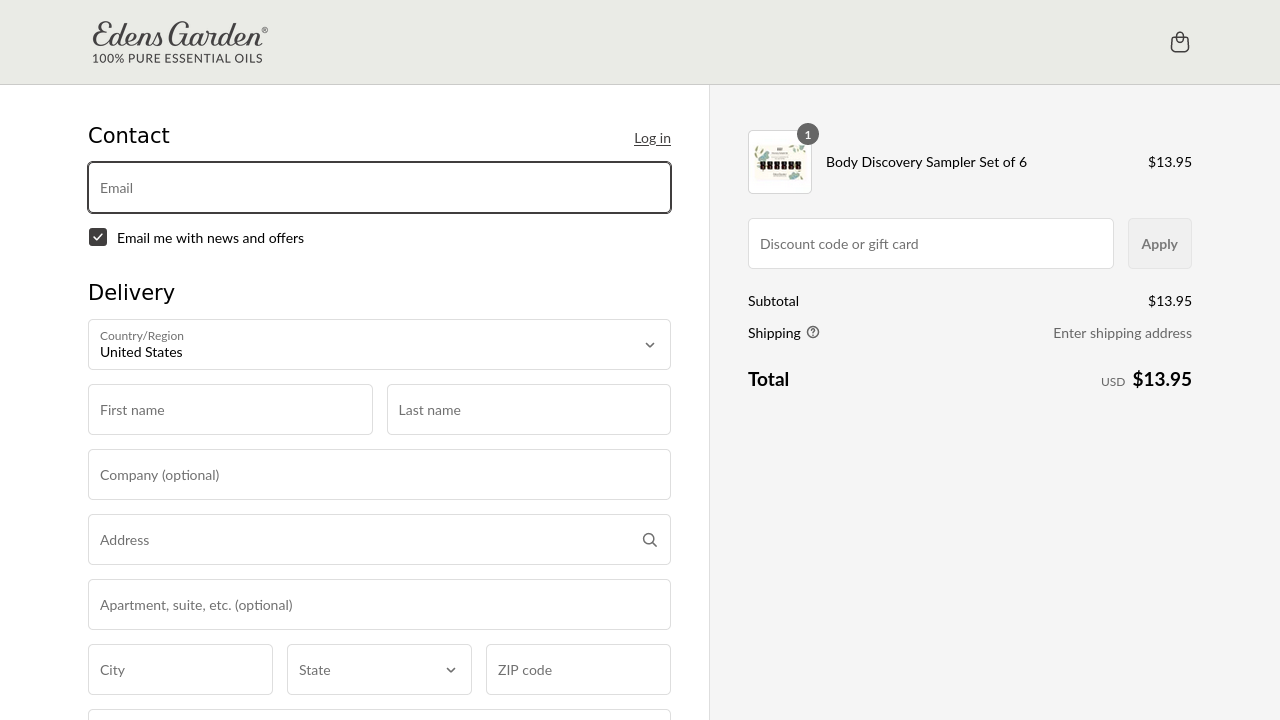 Edens Garden®
100% PURE ESSENTIAL OILS
Contact
Log in
Email
Email me with news and offers
Delivery
Country/Region
United States
First name
Last name
Company (optional)
Address
Apartment, suite, etc. (optional)
City
State
ZIP code
1
Body Discovery Sampler Set of 6
$13.95
Discount code or gift card
Apply
Subtotal
$13.95
Shipping
Enter shipping address
Total
USD $13.95